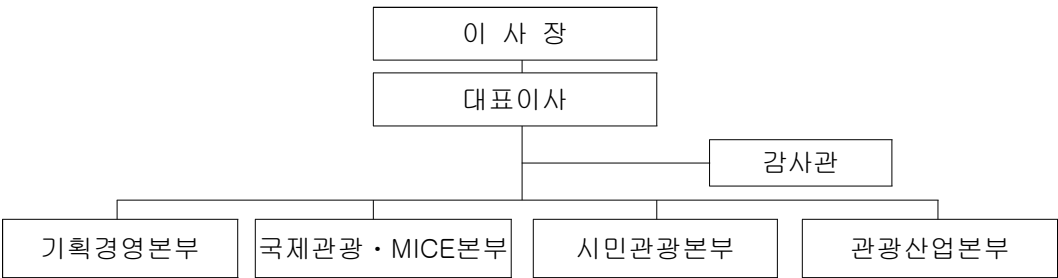 이 사 장
대표이사
감사관
기획경영본부
국제관광・MICE본부
시민관광본부
관광산업본부